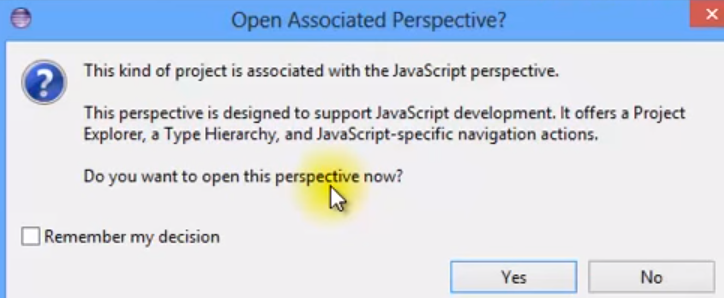 Open Associated Perspective?
This kind of project is associated with the JavaScript perspective.
This perspective is designed to support JavaScript development. It offers a Project
Explorer, a Type Hierarchy, and JavaScript-specific navigation actions.
Do you want to open this perspective now?
Remember my decision
Yes No